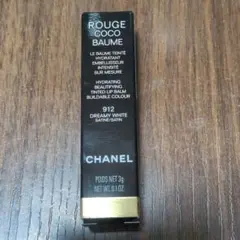 ROUGE
COCO
BAUME
LE BAUME TEINTÉ
HYDRATANT
EMBELLISSEUR
INTENSITÉ
SUR MESURE
HYDRATING
BEAUTIFYING
TINTED LIP BALM
BUILDABLE COLOUR
912
DREAMY WHITE
SATINÉ/SATIN
CHANEL
POIDS NET 3g
NET WT. 0.1 OZ.